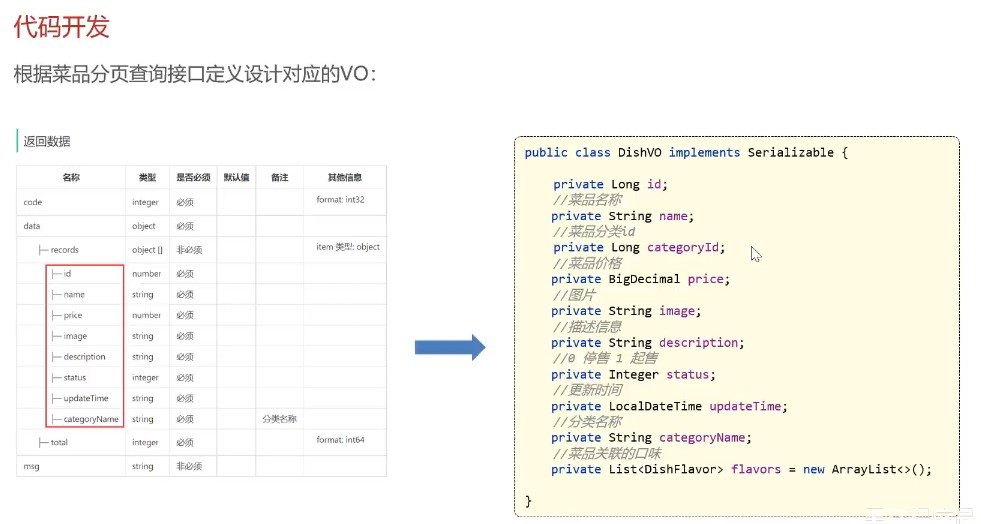 代码开发
根据菜品分页查询接口定义设计对应的VO：
返回数据
名称 类型 是否必须 默认值 备注 其他信息
code integer 必须 format: int32
data object 必须
├─ records object [] 非必须 item 类型: object
├─ id number 必须
├─ name string 必须
├─ price number 必须
├─ image string 必须
├─ description string 必须
├─ status integer 必须
├─ updateTime string 必须
├─ categoryName string 必须 分类名称
├─ total integer 必须 format: int64
msg string 非必须
public class DishVO implements Serializable {
private Long id;
//菜品名称
private String name;
//菜品分类id
private Long categoryId;
//菜品价格
private BigDecimal price;
//图片
private String image;
//描述信息
private String description;
//0 停售 1 起售
private Integer status;
//更新时间
private LocalDateTime updateTime;
//分类名称
private String categoryName;
//菜品关联的口味
private List<DishFlavor> flavors = new ArrayList<>();
}